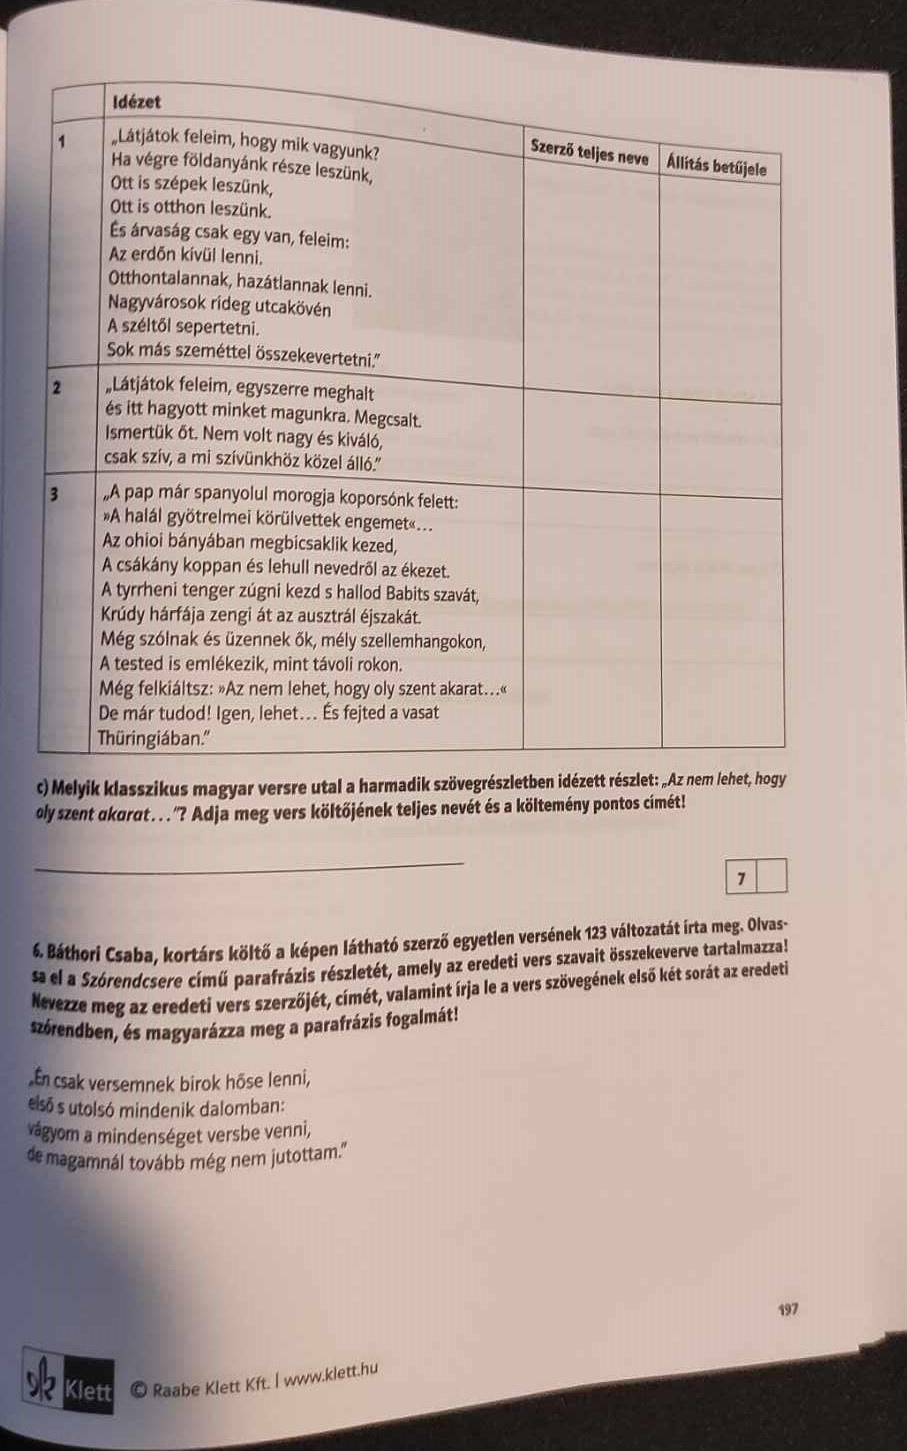 Idézet
Szerző teljes neve
Állítás betűjele
1
„Látjátok feleim, hogy mik vagyunk?
Ha végre földanyánk része leszünk,
Ott is szépek leszünk,
Ott is otthon leszünk.
És árvaság csak egy van, feleim:
Az erdőn kívül lenni.
Otthontalannak, hazátlannak lenni.
Nagyvárosok rideg utcakövén
A széltől sepertetni.
Sok más szeméttel összekevertetni.”
2
„Látjátok feleim, egyszerre meghalt
és itt hagyott minket magunkra. Megcsalt.
Ismertük őt. Nem volt nagy és kiváló,
csak szív, a mi szívünkhöz közel álló.”
3
„A pap már spanyolul morogja koporsónk felett:
»A halál gyötrelmei körülvettek engemet«…
Az ohioi bányában megbicsaklik kezed,
A csákány koppan és lehull nevedről az ékezet.
A tyrrheni tenger zúgni kezd s hallod Babits szavát,
Krúdy hárfája zengi át az ausztrál éjszakát.
Még szólnak és üzennek ők, mély szellemhangokon,
A tested is emlékezik, mint távoli rokon.
Még felkiáltsz: »Az nem lehet, hogy oly szent akarat…«
De már tudod! Igen, lehet… És fejted a vasat
Thüringiában.”
c) Melyik klasszikus magyar versre utal a harmadik szövegrészletben idézett részlet: „Az nem lehet, hogy
oly szent akarat…”? Adja meg vers költőjének teljes nevét és a költemény pontos címét!
7
6. Báthori Csaba, kortárs költő a képen látható szerző egyetlen versének 123 változatát írta meg. Olvas-
sa el a Szórendcsere című parafrázis részletét, amely az eredeti vers szavait összekeverve tartalmazza!
Nevezze meg az eredeti vers szerzőjét, címét, valamint írja le a vers szövegének első két sorát az eredeti
szórendben, és magyarázza meg a parafrázis fogalmát!
„Én csak versemnek bírok hőse lenni,
első s utolsó mindenik dalomban:
vágyom a mindenséget versbe venni,
de magamnál tovább még nem jutottam.”
197
Klett
© Raabe Klett Kft. | www.klett.hu